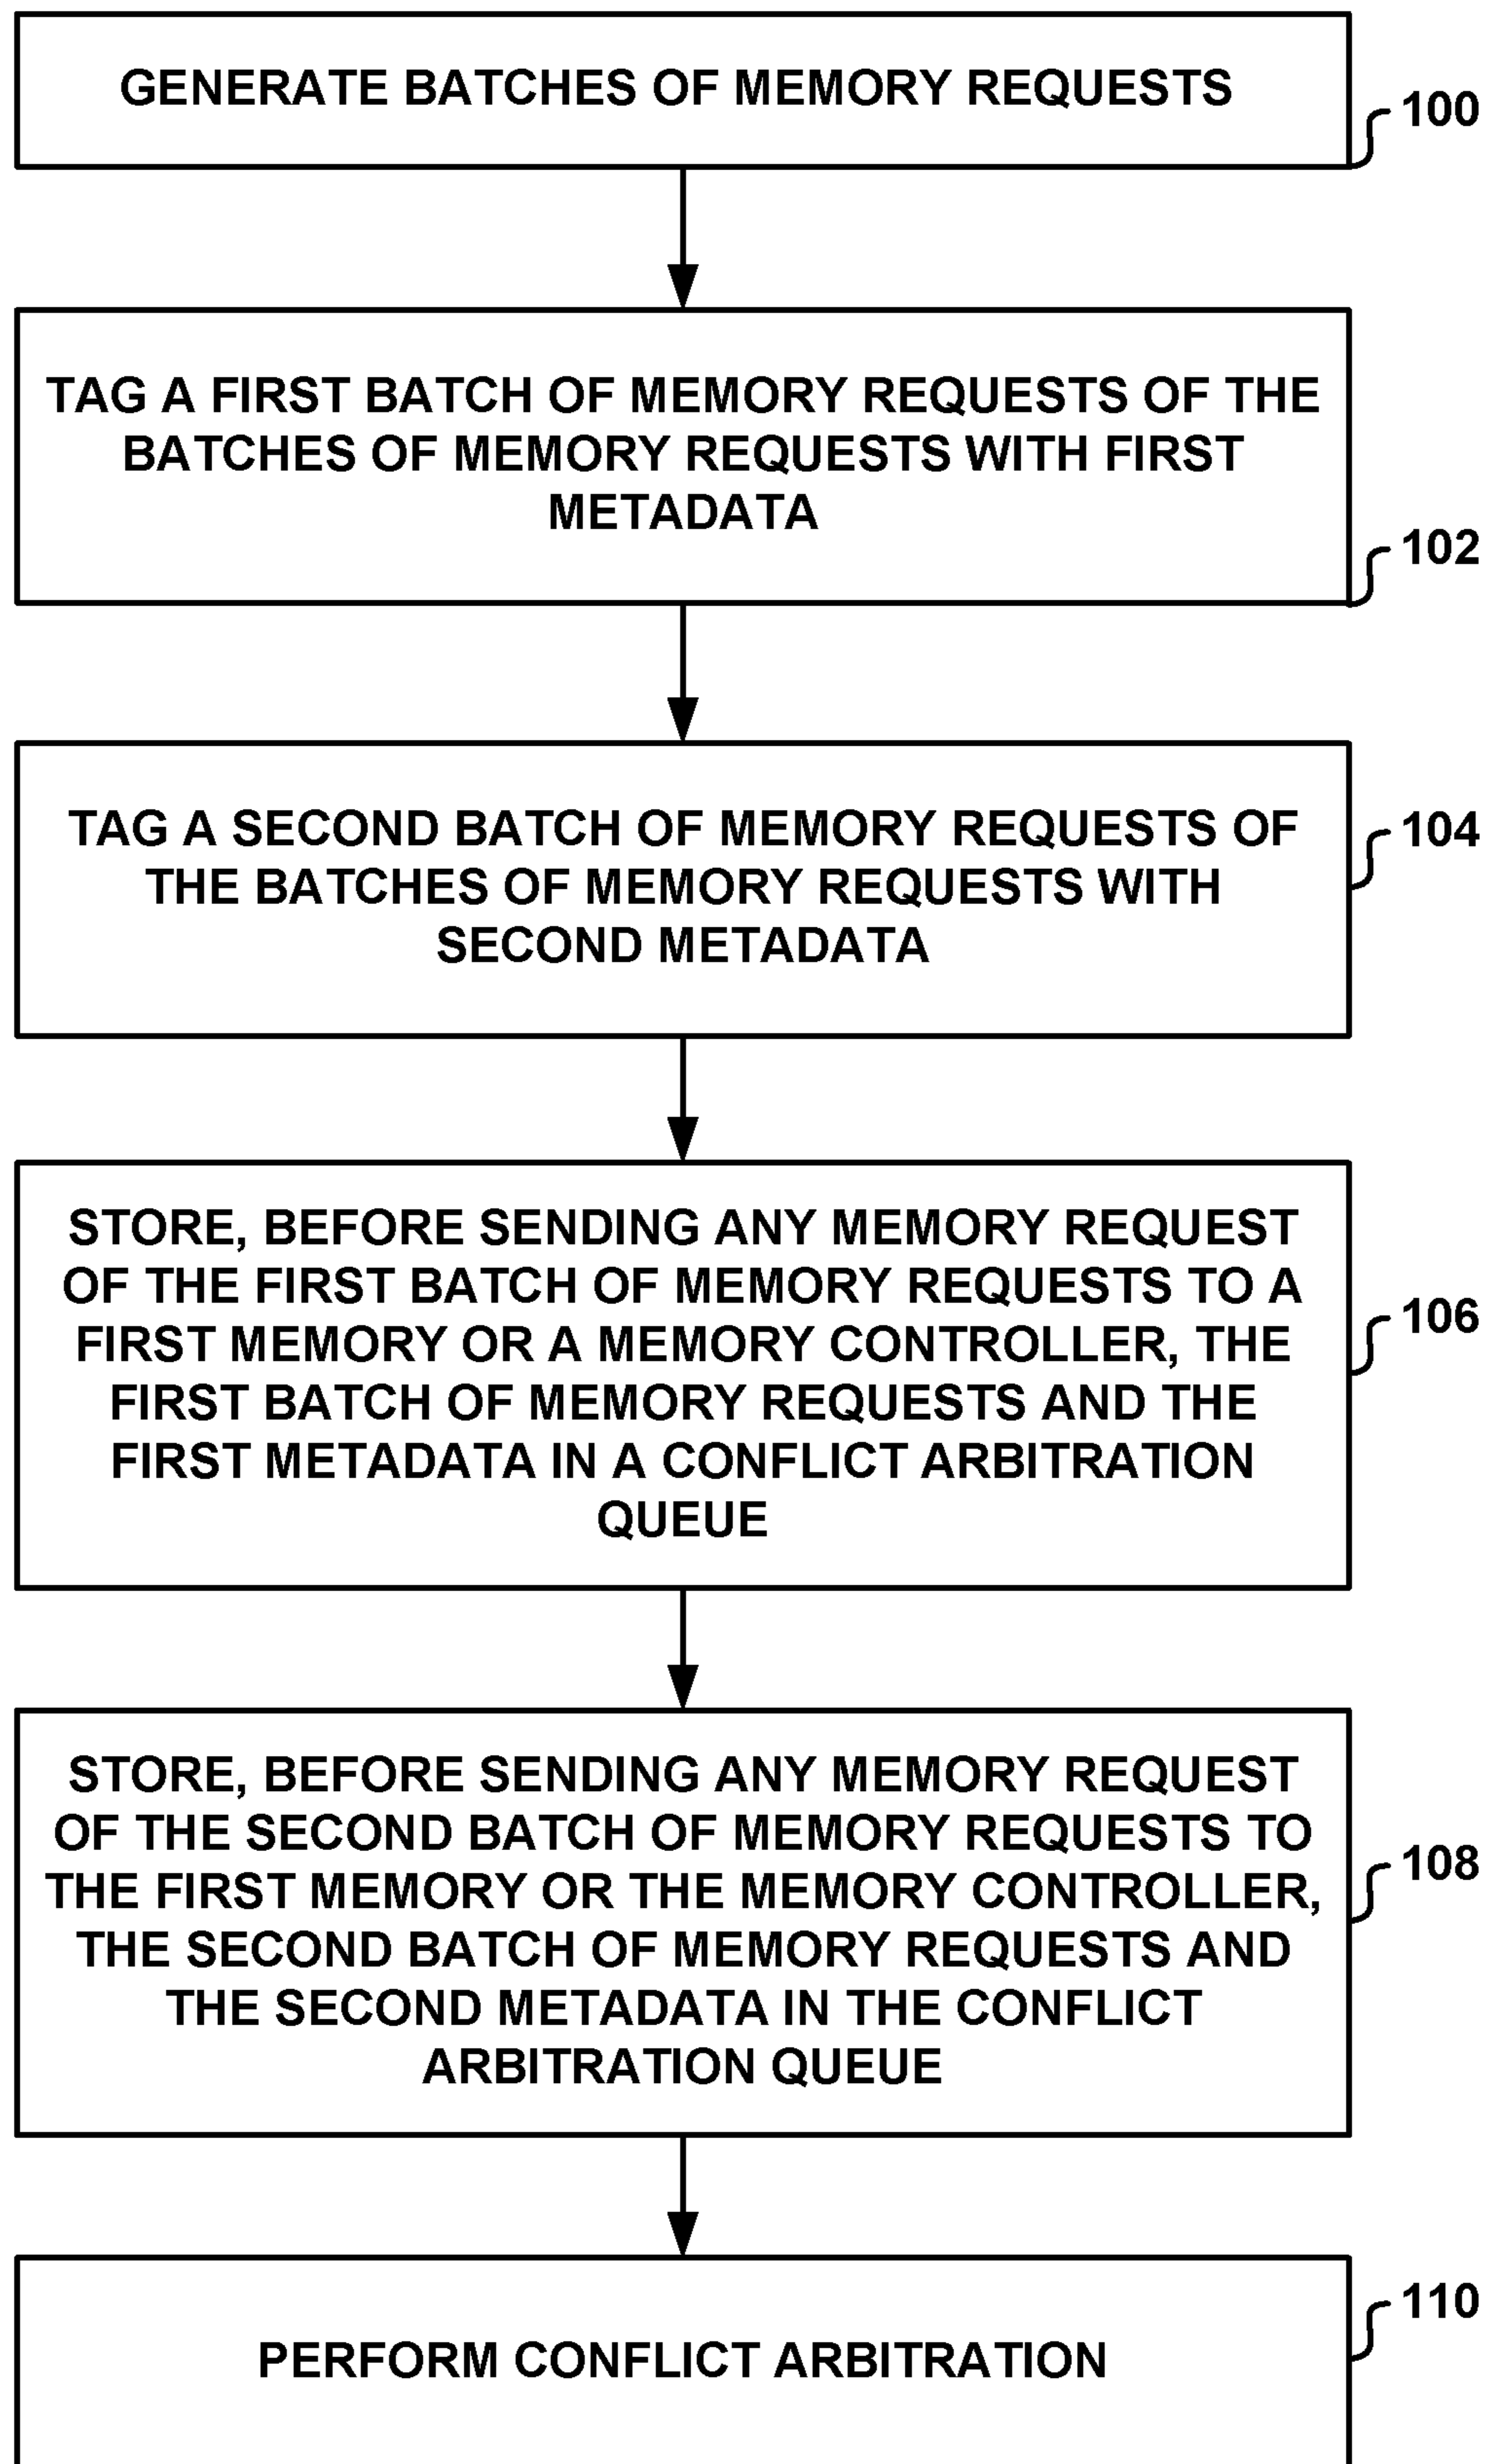 GENERATE BATCHES OF MEMORY REQUESTS
100
TAG A FIRST BATCH OF MEMORY REQUESTS OF THE
BATCHES OF MEMORY REQUESTS WITH FIRST
METADATA
102
TAG A SECOND BATCH OF MEMORY REQUESTS OF
THE BATCHES OF MEMORY REQUESTS WITH
SECOND METADATA
104
STORE, BEFORE SENDING ANY MEMORY REQUEST
OF THE FIRST BATCH OF MEMORY REQUESTS TO A
FIRST MEMORY OR A MEMORY CONTROLLER, THE
FIRST BATCH OF MEMORY REQUESTS AND THE
FIRST METADATA IN A CONFLICT ARBITRATION
QUEUE
106
STORE, BEFORE SENDING ANY MEMORY REQUEST
OF THE SECOND BATCH OF MEMORY REQUESTS TO
THE FIRST MEMORY OR THE MEMORY CONTROLLER,
THE SECOND BATCH OF MEMORY REQUESTS AND
THE SECOND METADATA IN THE CONFLICT
ARBITRATION QUEUE
108
PERFORM CONFLICT ARBITRATION
110